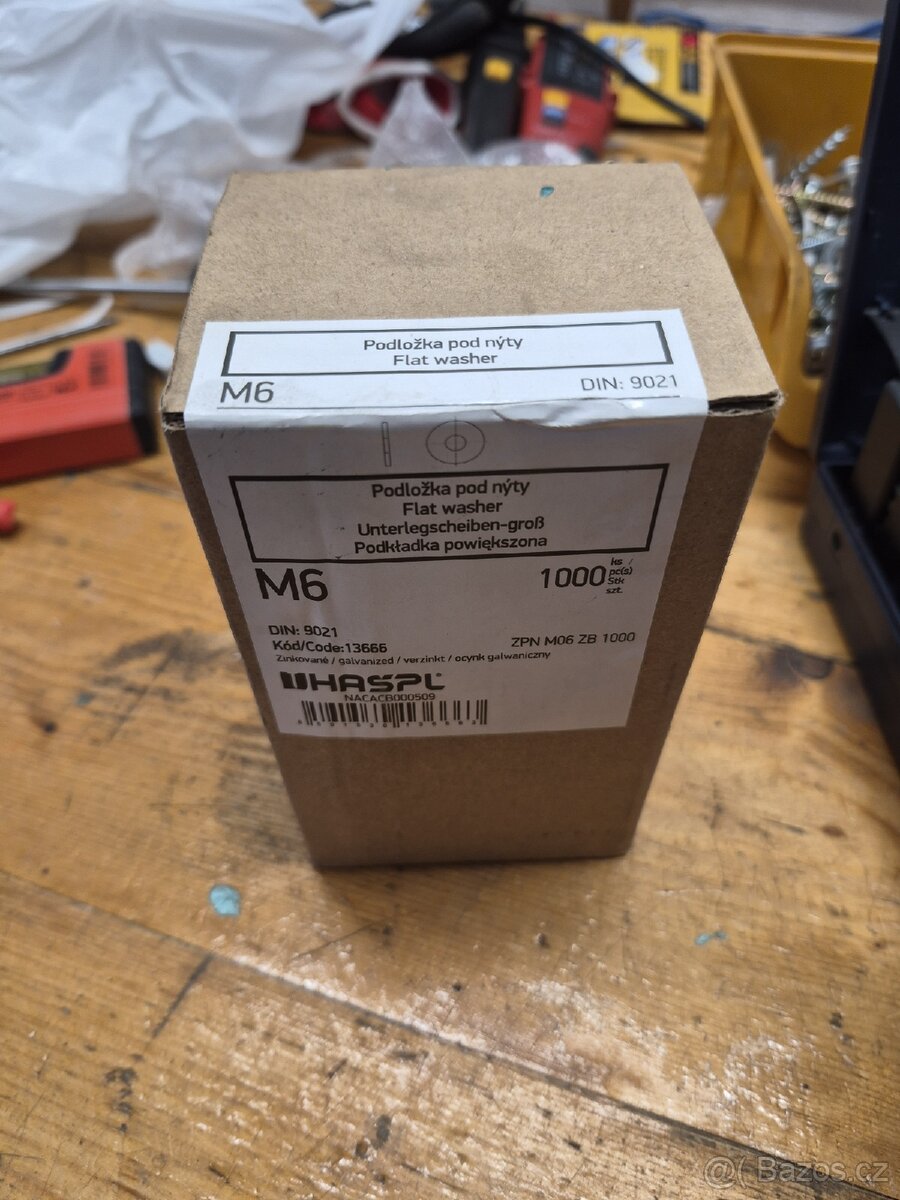 Podložka pod nýty
Flat washer
M6 DIN: 9021
Podložka pod nýty
Flat washer
Unterlegscheiben-groß
Podkładka powiększona
M6 1000 ks / pc(s) Stk szt.
DIN: 9021
Kód/Code:13666 ZPN M06 ZB 1000
Zinkované / galvanized / verzinkt / ocynk galwaniczny
HAŠPL
NACACB000509
@( Bazos.cz